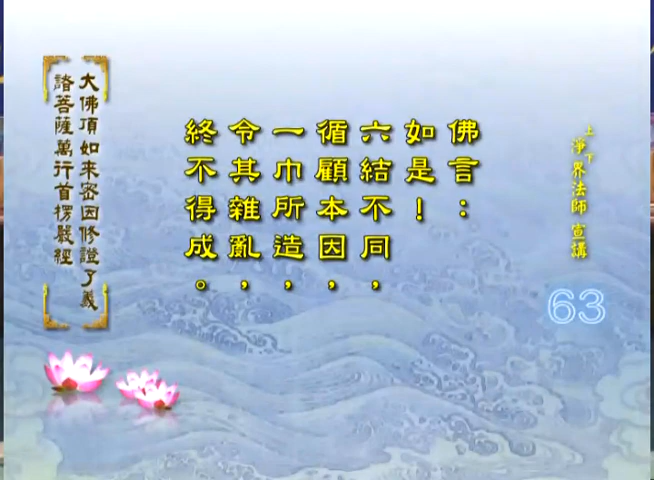 上下淨界法師 宣講
63
佛言：
如是！
六結不同，
循顧本因，
一巾所造，
令其雜亂，
終不得成。
大佛頂如來密因修證了義
諸菩薩萬行首楞嚴經